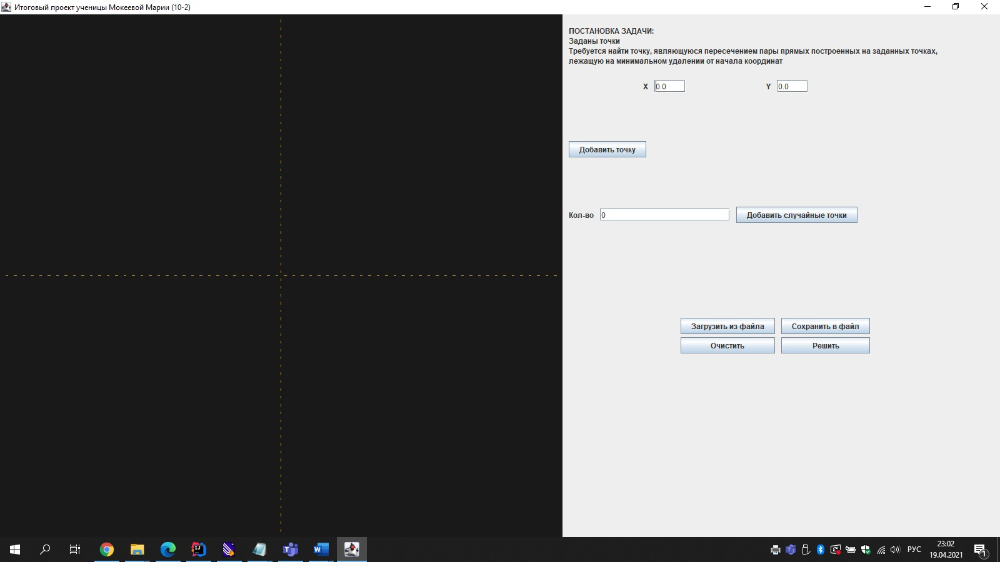 Итоговый проект ученицы Мокеевой Марии (10-2)
ПОСТАНОВКА ЗАДАЧИ:
Заданы точки
Требуется найти точку, являющуюся пересечением пары прямых построенных на заданных точках,
лежащую на минимальном удалении от начала координат
X 0.0 Y 0.0
Добавить точку
Кол-во 0 Добавить случайные точки
Загрузить из файла Сохранить в файл
Очистить Решить
РУС 23:02
19.04.2021 1